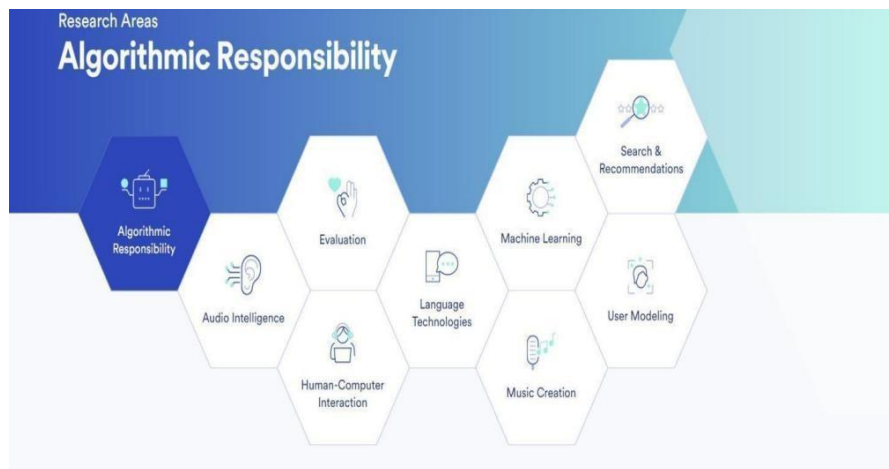 Research Areas
Algorithmic Responsibility
Search &
Recommendations
Algorithmic
Responsibility
Evaluation
Machine Learning
Audio Intelligence
Language
Technologies
User Modeling
Human-Computer
Interaction
Music Creation